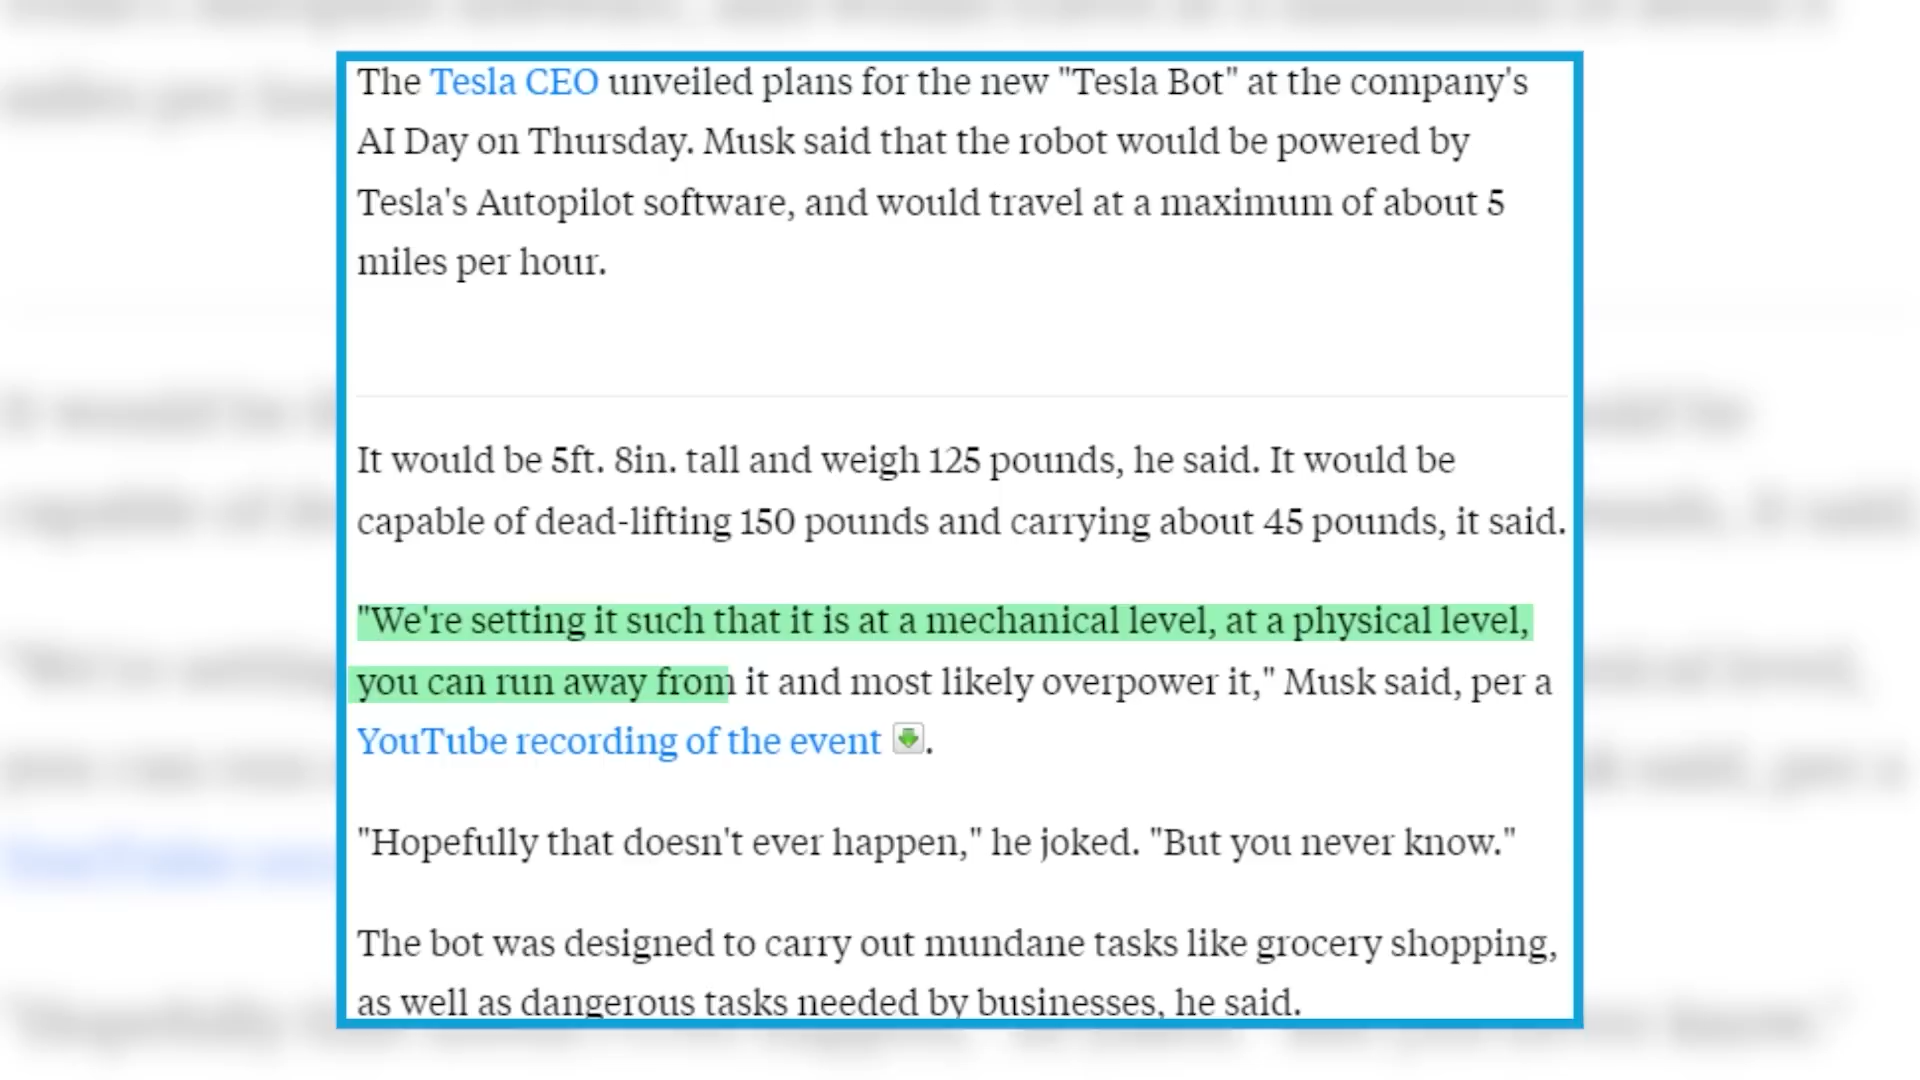 The Tesla CEO unveiled plans for the new "Tesla Bot" at the company's
AI Day on Thursday. Musk said that the robot would be powered by
Tesla's Autopilot software, and would travel at a maximum of about 5
miles per hour.
It would be 5ft. 8in. tall and weigh 125 pounds, he said. It would be
capable of dead-lifting 150 pounds and carrying about 45 pounds, it said.
"We're setting it such that it is at a mechanical level, at a physical level,
you can run away from it and most likely overpower it," Musk said, per a
YouTube recording of the event .
"Hopefully that doesn't ever happen," he joked. "But you never know."
The bot was designed to carry out mundane tasks like grocery shopping,
as well as dangerous tasks needed by businesses, he said.